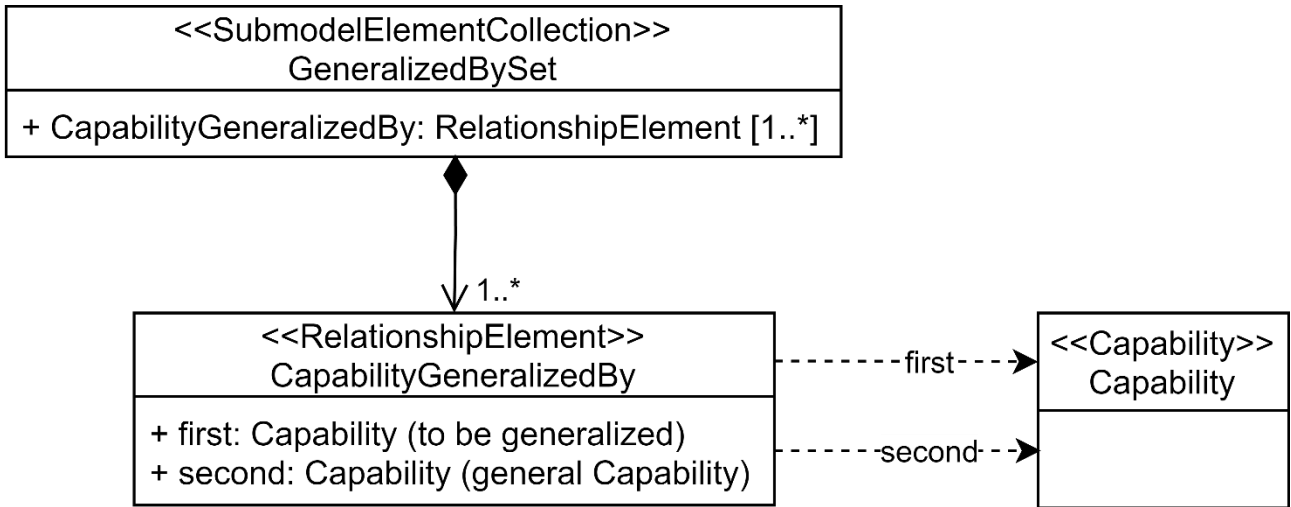 <<SubmodelElementCollection>>
GeneralizedBySet
+ CapabilityGeneralizedBy: RelationshipElement [1..*]
1..*
<<RelationshipElement>>
CapabilityGeneralizedBy
+ first: Capability (to be generalized)
+ second: Capability (general Capability)
first
second
<<Capability>>
Capability